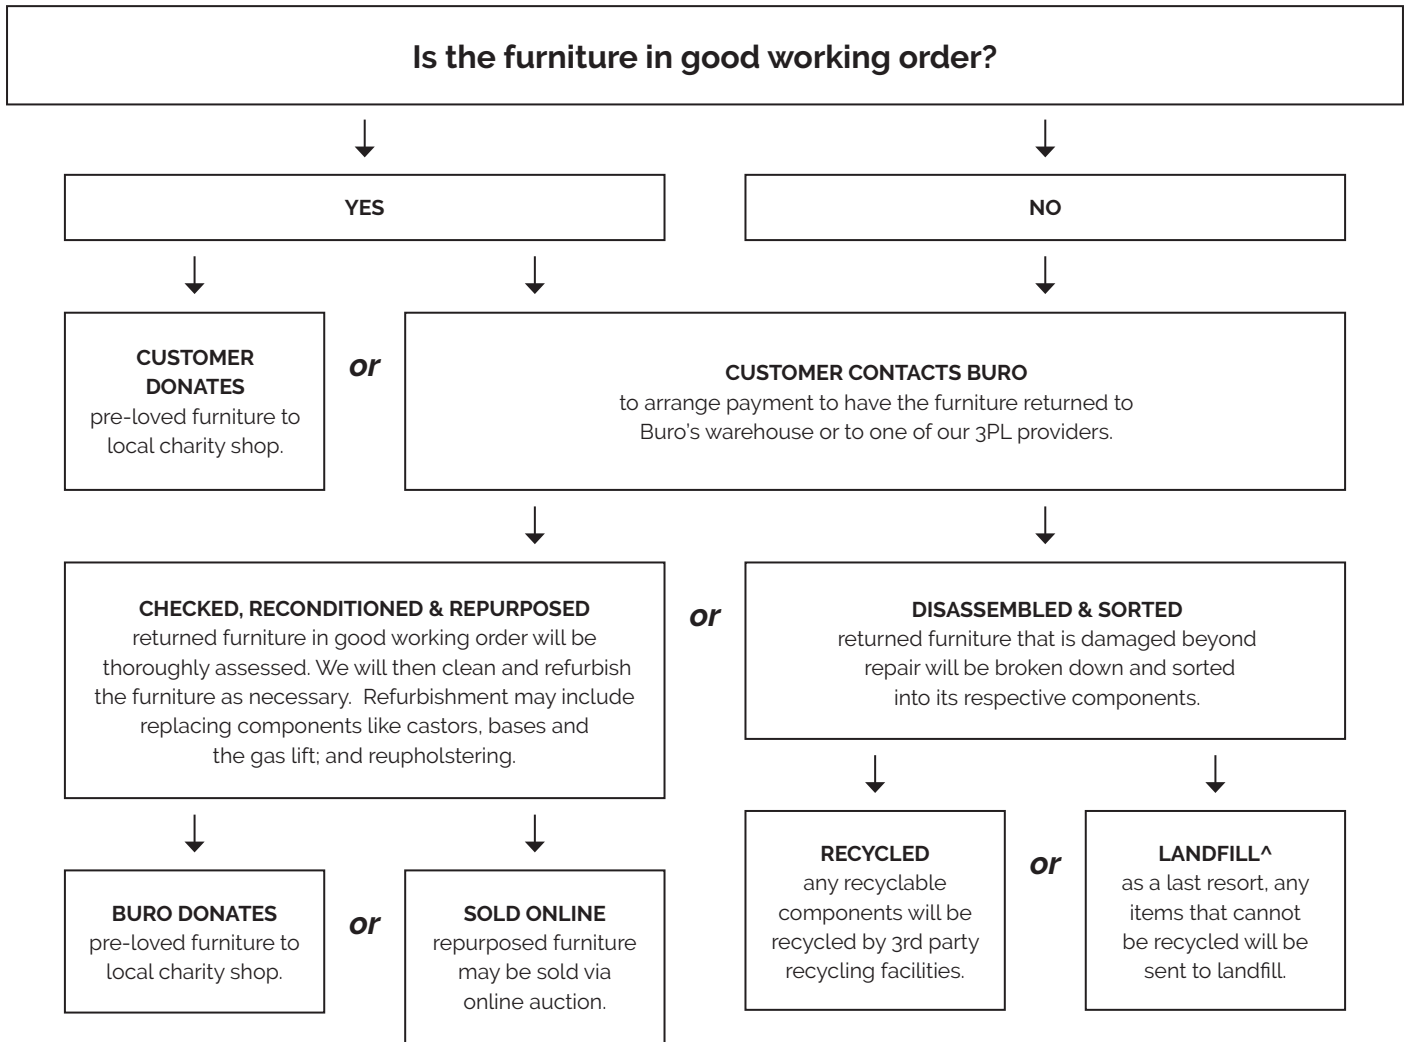 Is the furniture in good working order?
YES
NO
CUSTOMER
DONATES
pre-loved furniture to
local charity shop.
or
CUSTOMER CONTACTS BURO
to arrange payment to have the furniture returned to
Buro's warehouse or to one of our 3PL providers.
CHECKED, RECONDITIONED & REPURPOSED
returned furniture in good working order will be
thoroughly assessed. We will then clean and refurbish
the furniture as necessary.  Refurbishment may include
replacing components like castors, bases and
the gas lift; and reupholstering.
or
DISASSEMBLED & SORTED
returned furniture that is damaged beyond
repair will be broken down and sorted
into its respective components.
BURO DONATES
pre-loved furniture to
local charity shop.
or
SOLD ONLINE
repurposed furniture
may be sold via
online auction.
RECYCLED
any recyclable
components will be
recycled by 3rd party
recycling facilities.
or
LANDFILL^
as a last resort, any
items that cannot
be recycled will be
sent to landfill.